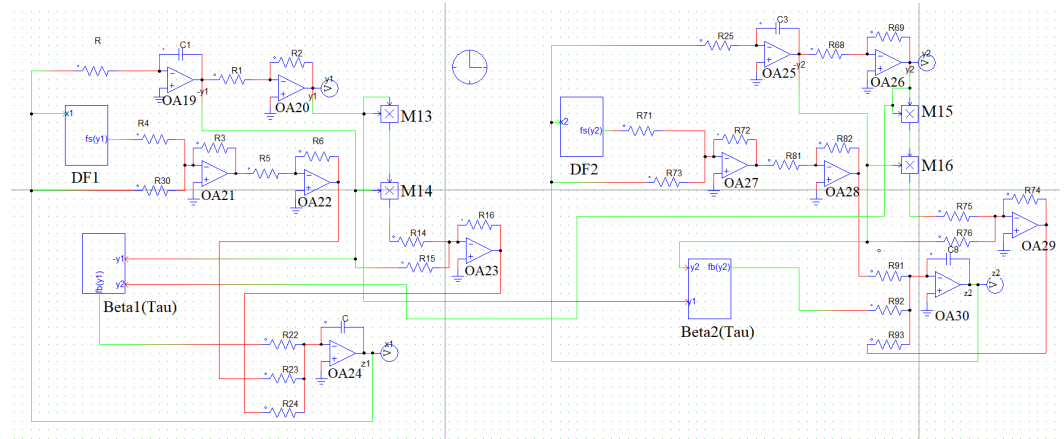 R
C1
R2
R1
OA19
-y1
OA20
y1
y1
x1
fs(y1)
R4
DF1
R3
R5
R6
R30
OA21
OA22
M13
M14
R14
R15
R16
OA23
-y1
y2
fb(y1)
Beta1(Tau)
R22
R23
R24
C
OA24
z1
x1
R25
C3
R68
R69
OA25
-y2
OA26
y2
y2
x2
fs(y2)
R71
DF2
R72
R81
R82
R73
OA27
OA28
M15
M16
R74
R75
R76
OA29
y2
fb(y2)
y1
Beta2(Tau)
R91
R92
R93
C8
OA30
z2
z2
V
V
V
V